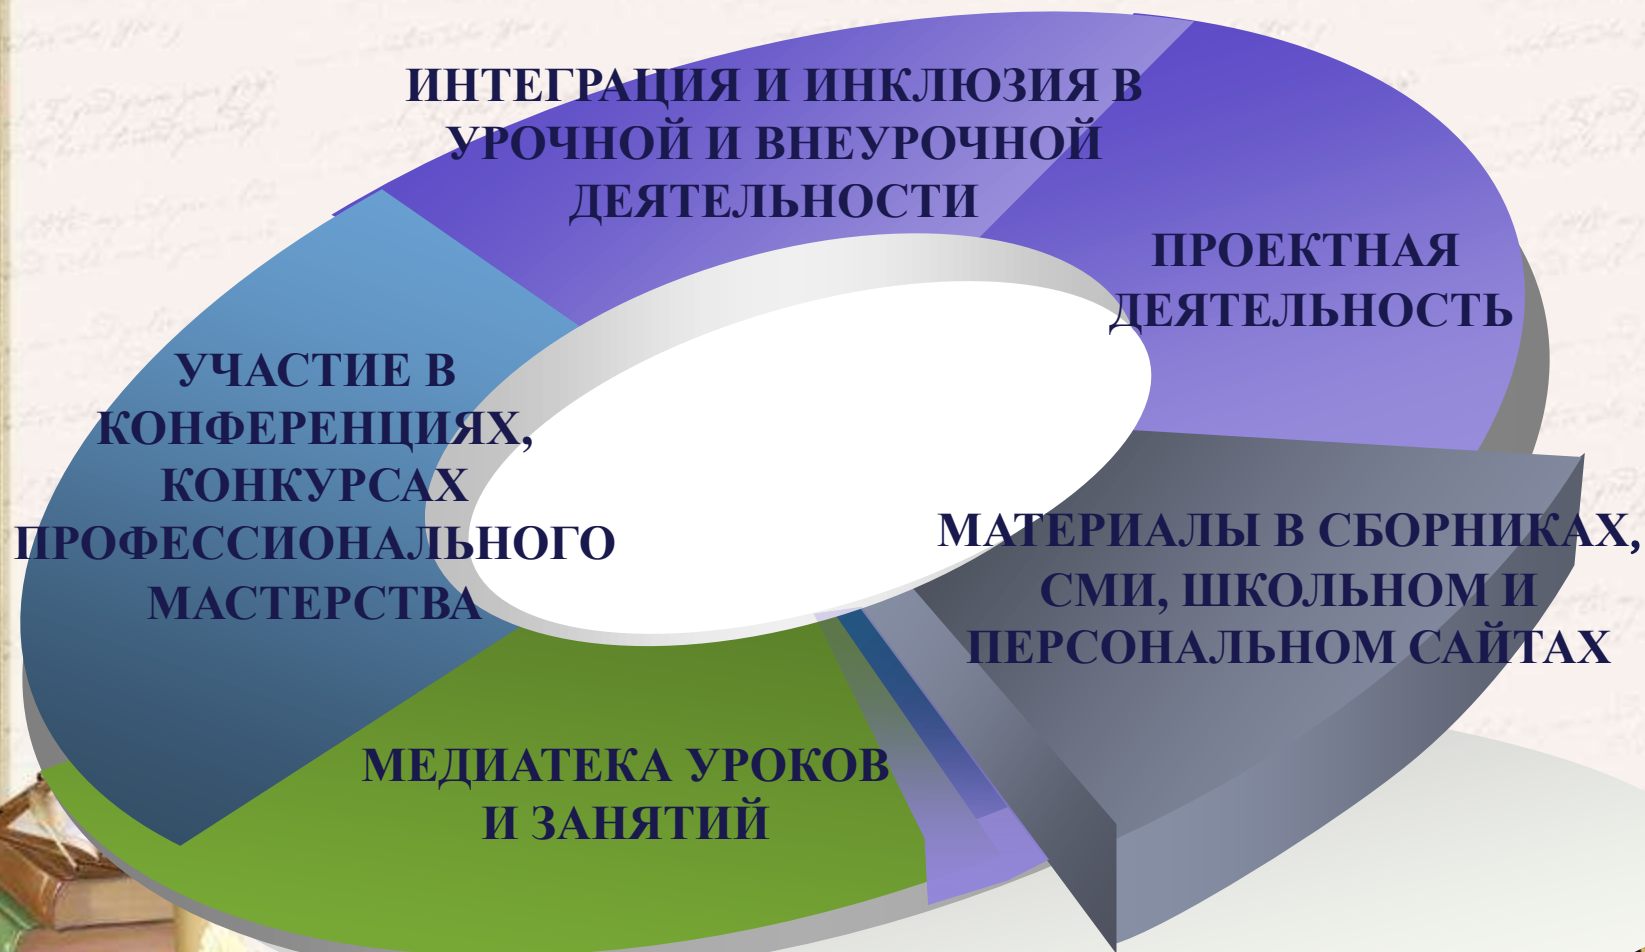 ИНТЕГРАЦИЯ И ИНКЛЮЗИЯ В
УРОЧНОЙ И ВНЕУРОЧНОЙ
ДЕЯТЕЛЬНОСТИ
ПРОЕКТНАЯ
ДЕЯТЕЛЬНОСТЬ
УЧАСТИЕ В
КОНФЕРЕНЦИЯХ,
КОНКУРСАХ
ПРОФЕССИОНАЛЬНОГО
МАСТЕРСТВА
МАТЕРИАЛЫ В СБОРНИКАХ,
СМИ, ШКОЛЬНОМ И
ПЕРСОНАЛЬНОМ САЙТАХ
МЕДИАТЕКА УРОКОВ
И ЗАНЯТИЙ